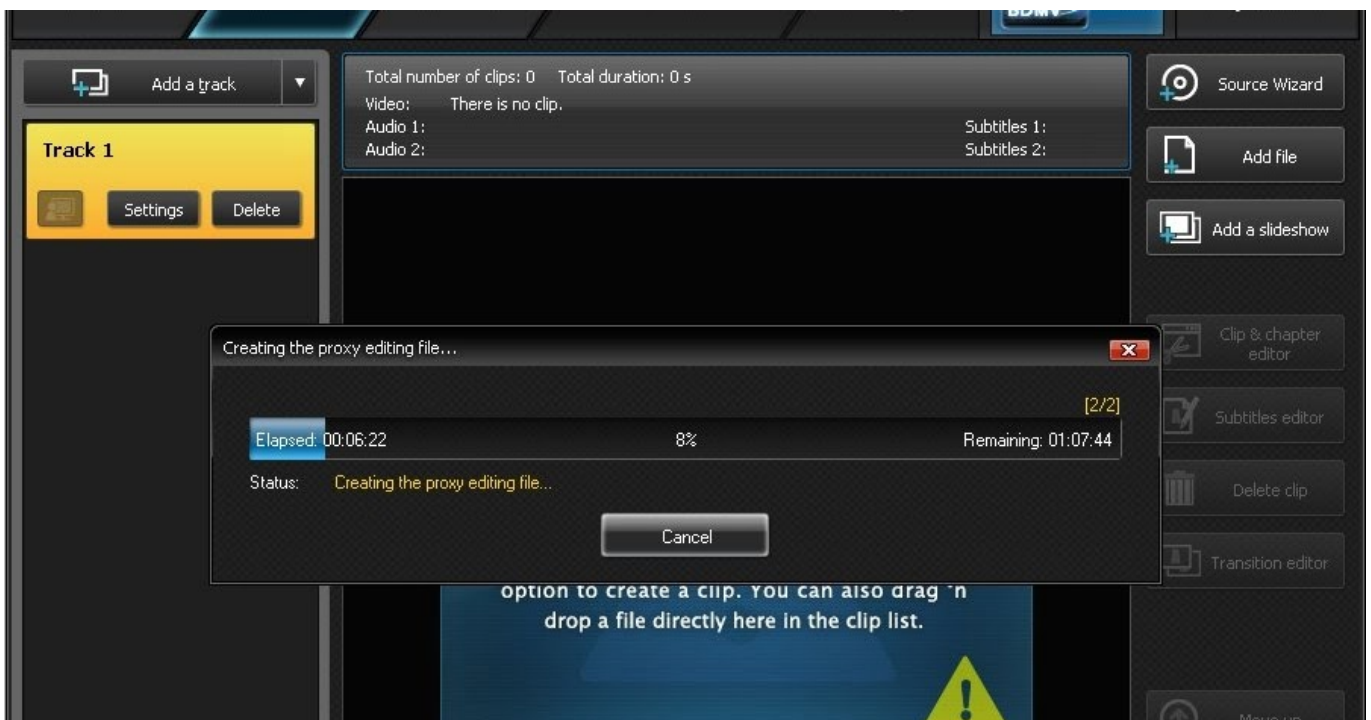 BDMV
Add a track
Total number of clips: 0 Total duration: 0 s
Video: There is no clip.
Audio 1:
Subtitles 1:
Audio 2:
Subtitles 2:
Source Wizard
Add file
Add a slideshow
Track 1
Settings
Delete
Clip & chapter
editor
Subtitles editor
Delete clip
Transition editor
Move up
Creating the proxy editing file...
[2/2]
Elapsed: 00:06:22
8%
Remaining: 01:07:44
Status: Creating the proxy editing file...
Cancel
option to create a clip. You can also drag 'n
drop a file directly here in the clip list.